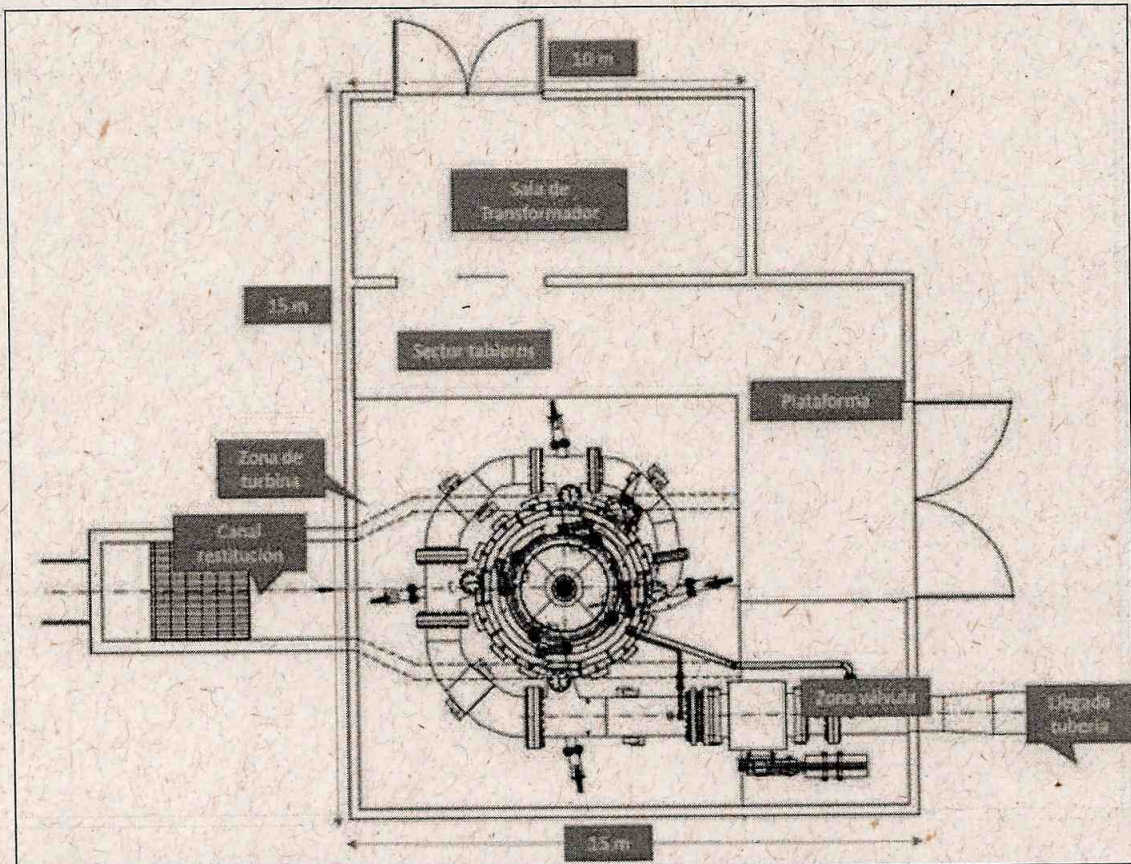 10 m
Sala de
Transformador
15 m
Sector tableros
Plataforma
Zona de
turbina
Canal
restitución
Zona válvula
Llegada
tubería
15 m